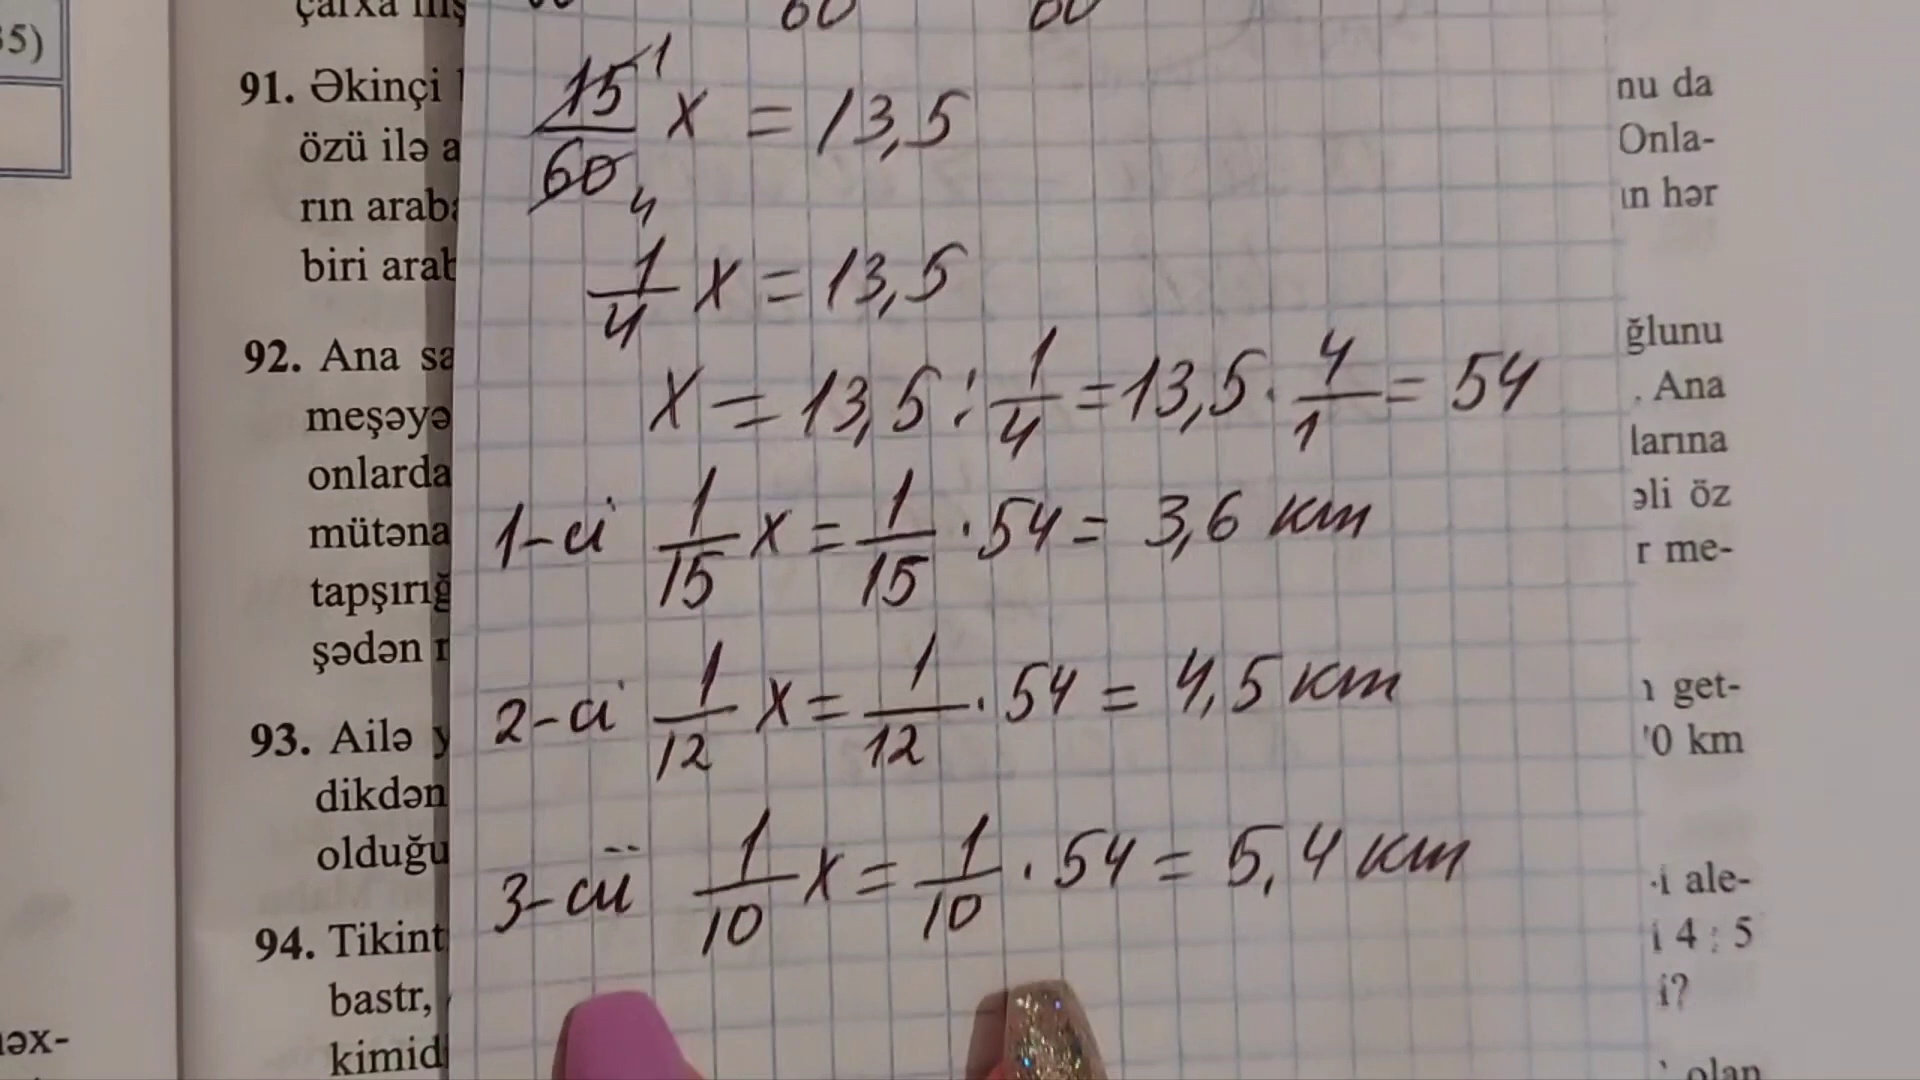 60 60
35)
91. Əkinçi
özü ilə
rın
biri
nu da
Onla-
ın hər
15/60 x = 13,5
1
4
1/4 x = 13,5
x = 13,5 : 1/4 = 13,5 · 4/1 = 54
1-ci 1/15 x = 1/15 · 54 = 3,6 km
2-ci 1/12 x = 1/12 · 54 = 4,5 km
3-cü 1/10 x = 1/10 · 54 = 5,4 km
92. Ana
meşəyə
onlarda
mütəna
tapşırığ
şədən
ğlunu
. Ana
larına
əli öz
r me-
93. Ailə
dikdən
olduğu
get-
0 km
94. Tikint
bastr,
kimid
i ale-
i 4 : 5
i?
olan
əx-